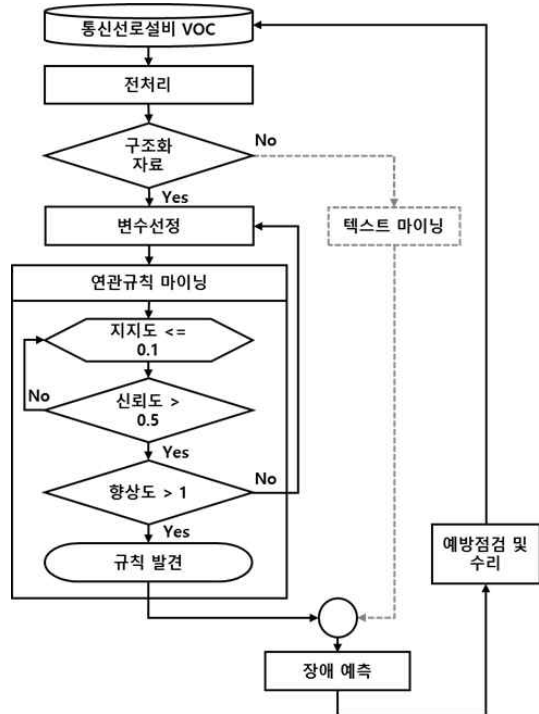 통신선로설비 VOC
전처리
구조화
자료
No
Yes
변수선정
텍스트 마이닝
연관규칙 마이닝
지지도 <=
0.1
No
신뢰도 >
0.5
Yes
향상도 > 1
No
Yes
규칙 발견
예방점검 및
수리
장애 예측